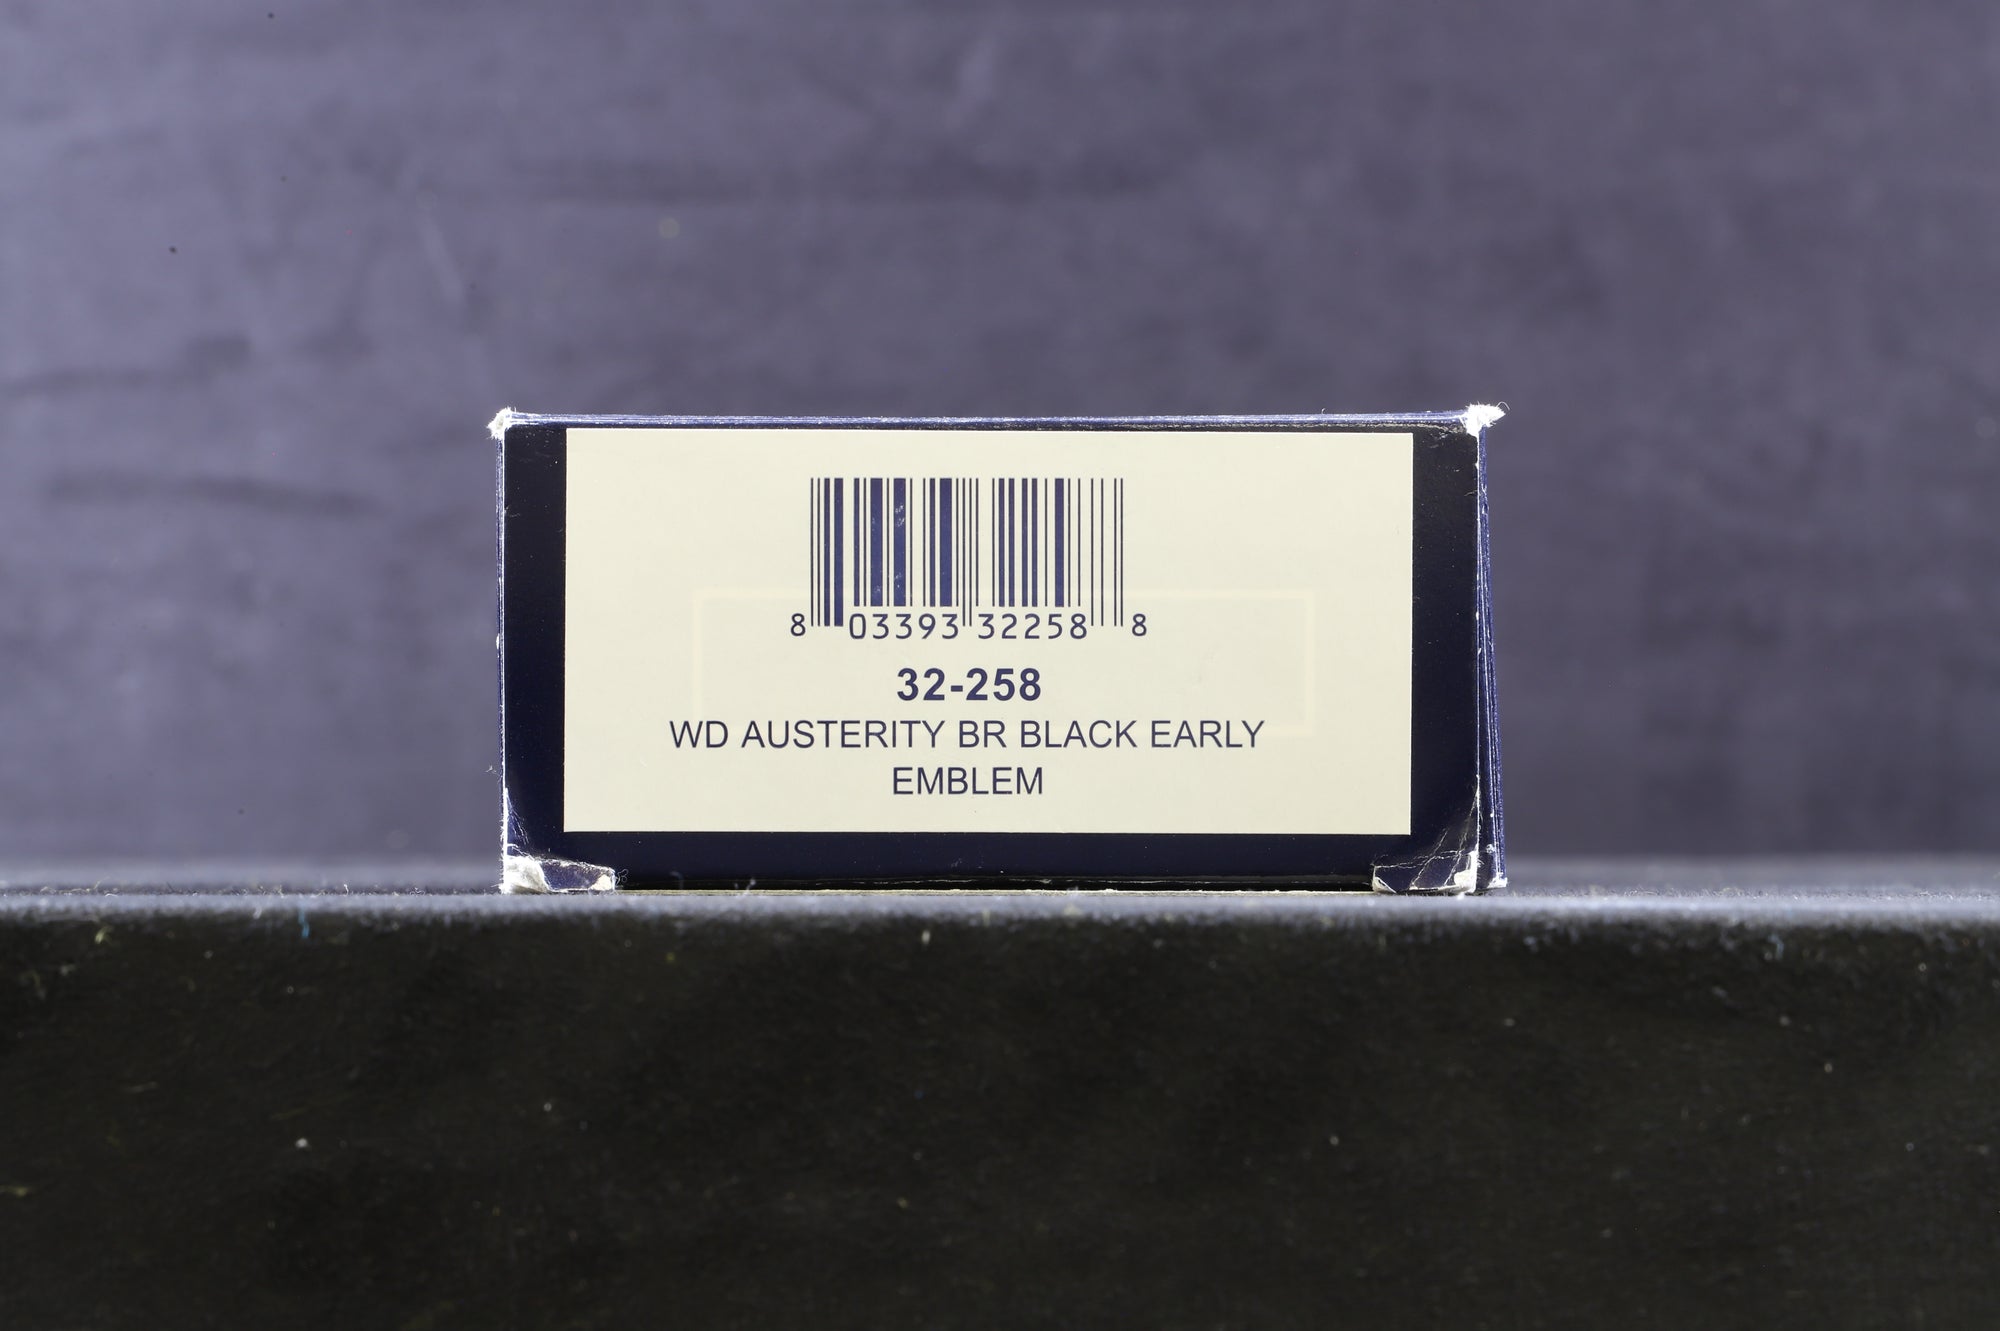 8 03393 32258 8
32-258
WD AUSTERITY BR BLACK EARLY
EMBLEM